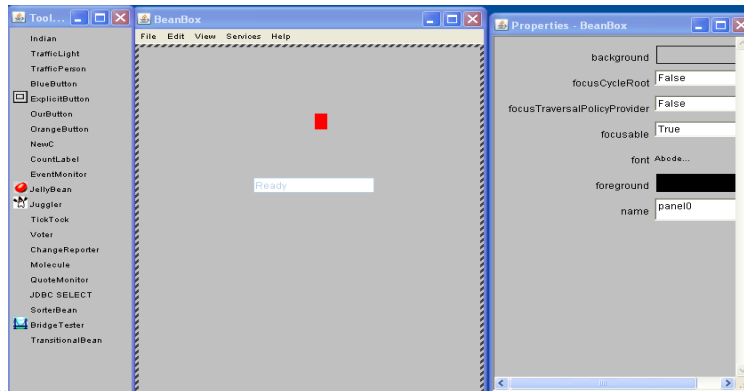 Tool...
Indian
TrafficLight
TrafficPerson
BlueButton
ExplicitButton
OurButton
OrangeButton
NewC
CountLabel
EventMonitor
JellyBean
Juggler
TickTock
Voter
ChangeReporter
Molecule
QuoteMonitor
JDBC SELECT
SorterBean
BridgeTester
TransitionalBean
BeanBox
File Edit View Services Help
Ready
Properties - BeanBox
background
focusCycleRoot False
focusTraversalPolicyProvider False
focusable True
font Abcde...
foreground
name panel0